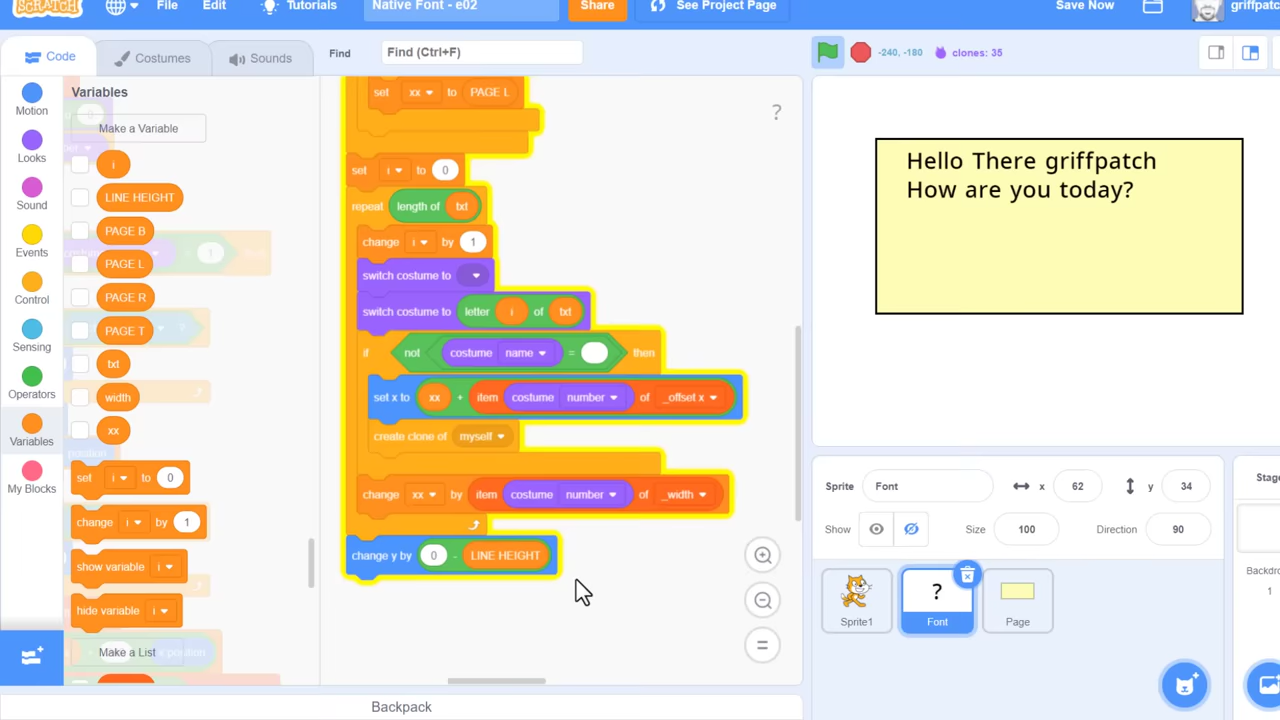 SCRATCH
File
Edit
Tutorials
Native Font - e02
Share
See Project Page
Save Now
griffpatc
Code
Costumes
Sounds
Find
Find (Ctrl+F)
-240, -180
clones: 35
Motion
Looks
Sound
Events
Control
Sensing
Operators
Variables
My Blocks
Variables
Make a Variable
i
LINE HEIGHT
PAGE B
PAGE L
PAGE R
PAGE T
txt
width
xx
set i to 0
change i by 1
show variable i
hide variable i
Make a List
set xx to PAGE L
set i to 0
repeat length of txt
change i by 1
switch costume to
switch costume to letter i of txt
if not costume name = then
set x to xx + item costume number of _offset x
create clone of myself
change xx by item costume number of _width
change y by 0 - LINE HEIGHT
?
Hello There griffpatch
How are you today?
Sprite
Font
x
62
y
34
Show
Size
100
Direction
90
Sprite1
?
Font
Page
Stage
Backdro
1
Backpack